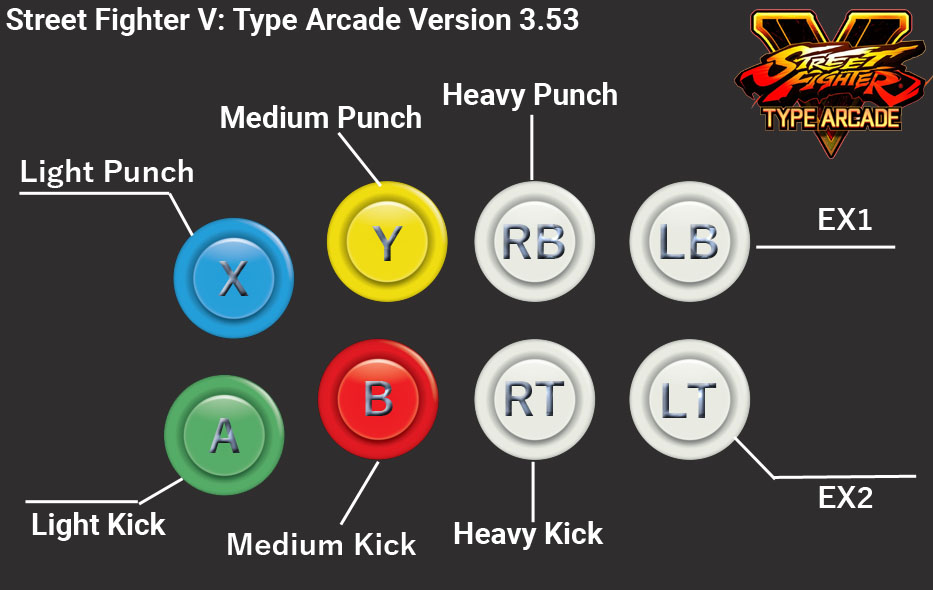 Street Fighter V: Type Arcade Version 3.53
V
STREET
FIGHTER
TYPE ARCADE
Heavy Punch
Medium Punch
Light Punch
EX1
X
Y
RB
LB
A
B
RT
LT
EX2
Light Kick
Medium Kick
Heavy Kick